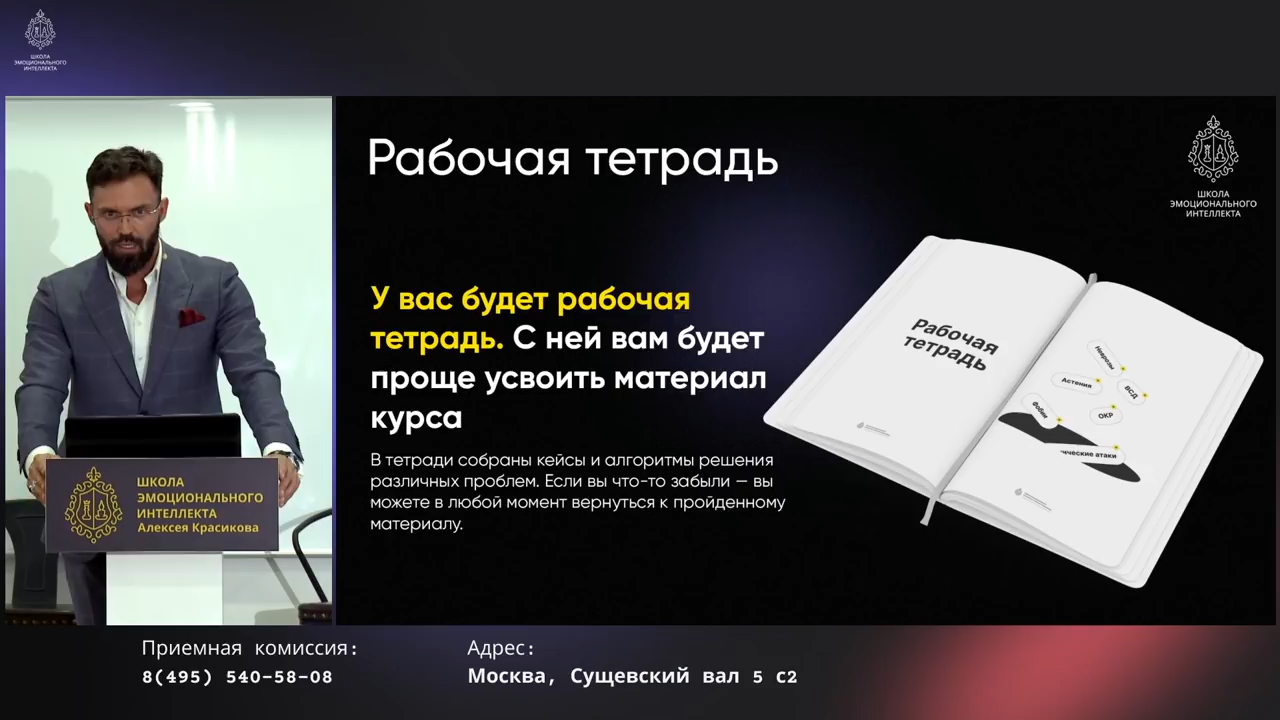 ШКОЛА
ЭМОЦИОНАЛЬНОГО
ИНТЕЛЛЕКТА
Рабочая тетрадь
ШКОЛА
ЭМОЦИОНАЛЬНОГО
ИНТЕЛЛЕКТА
У вас будет рабочая
тетрадь. С ней вам будет
проще усвоить материал
курса
В тетради собраны кейсы и алгоритмы решения
различных проблем. Если вы что-то забыли — вы
можете в любой момент вернуться к пройденному
материалу.
Рабочая
тетрадь
Неврозы
Астения
ВСД
Фобии
ОКР
ические атаки
ШКОЛА
ЭМОЦИОНАЛЬНОГО
ИНТЕЛЛЕКТА
Алексея Красикова
Приемная комиссия:
8(495) 540-58-08
Адрес:
Москва, Сущевский вал 5 с2